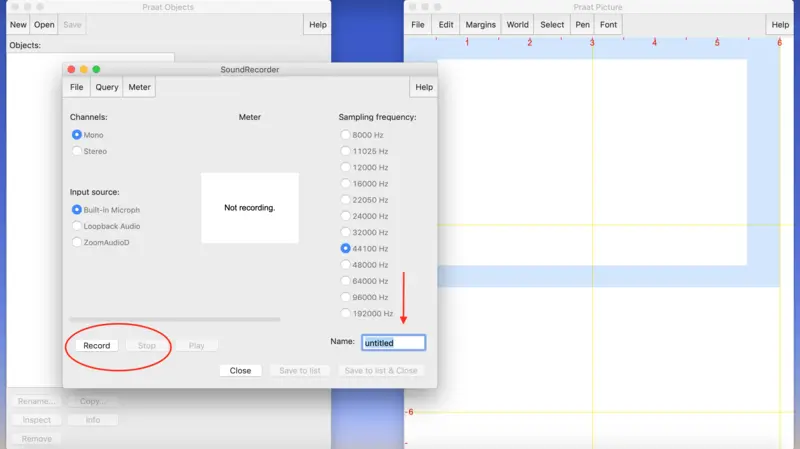 Praat Objects
New Open Save Help
Objects:
Rename... Copy...
Inspect Info
Remove
SoundRecorder
File Query Meter Help
Channels:
Mono
Stereo
Input source:
Built-in Microph
Loopback Audio
ZoomAudioD
Meter
Not recording.
Sampling frequency:
8000 Hz
11025 Hz
12000 Hz
16000 Hz
22050 Hz
24000 Hz
32000 Hz
44100 Hz
48000 Hz
64000 Hz
96000 Hz
192000 Hz
Record Stop Play
Name: untitled
Close Save to list Save to list & Close
Praat Picture
File Edit Margins World Select Pen Font Help
1 2 3 4 5 6
-6